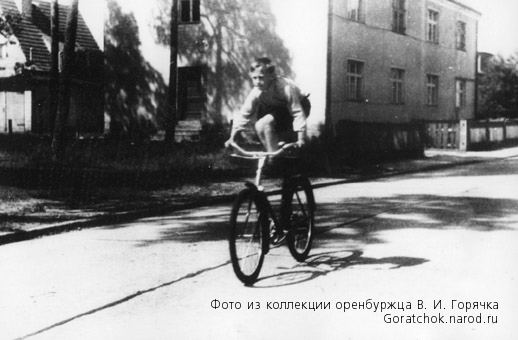 Фото из коллекции оренбуржца В. И. Горячка
Goratchok.narod.ru